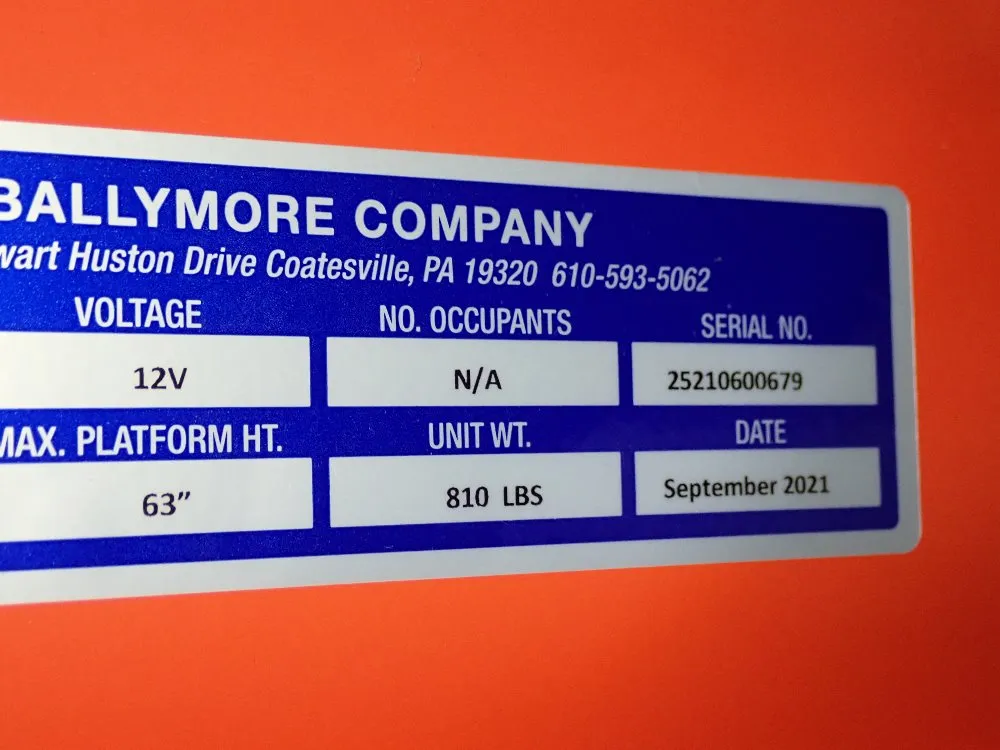 BALLYMORE COMPANY
wart Huston Drive Coatesville, PA 19320 610-593-5062
VOLTAGE NO. OCCUPANTS SERIAL NO.
12V N/A 25210600679
MAX. PLATFORM HT. UNIT WT. DATE
63” 810 LBS September 2021